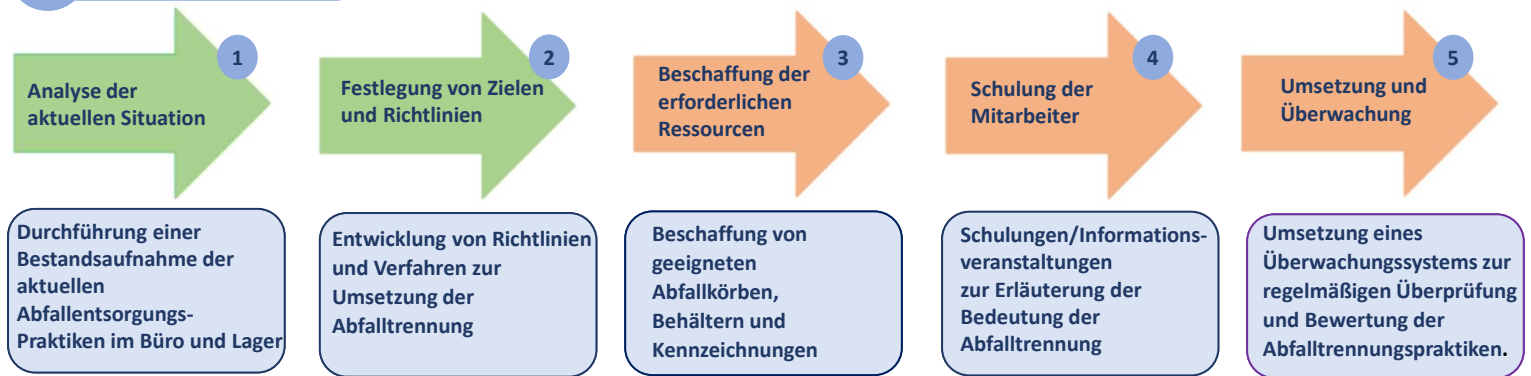 1
Analyse der
aktuellen Situation
2
Festlegung von Zielen
und Richtlinien
3
Beschaffung der
erforderlichen
Ressourcen
4
Schulung der
Mitarbeiter
5
Umsetzung und
Überwachung
Durchführung einer
Bestandsaufnahme der
aktuellen
Abfallentsorgungs-
Praktiken im Büro und Lager
Entwicklung von Richtlinien
und Verfahren zur
Umsetzung der
Abfalltrennung
Beschaffung von
geeigneten
Abfallkörben,
Behältern und
Kennzeichnungen
Schulungen/Informations-
veranstaltungen
zur Erläuterung der
Bedeutung der
Abfalltrennung
Umsetzung eines
Überwachungssystems zur
regelmäßigen Überprüfung
und Bewertung der
Abfalltrennungspraktiken.